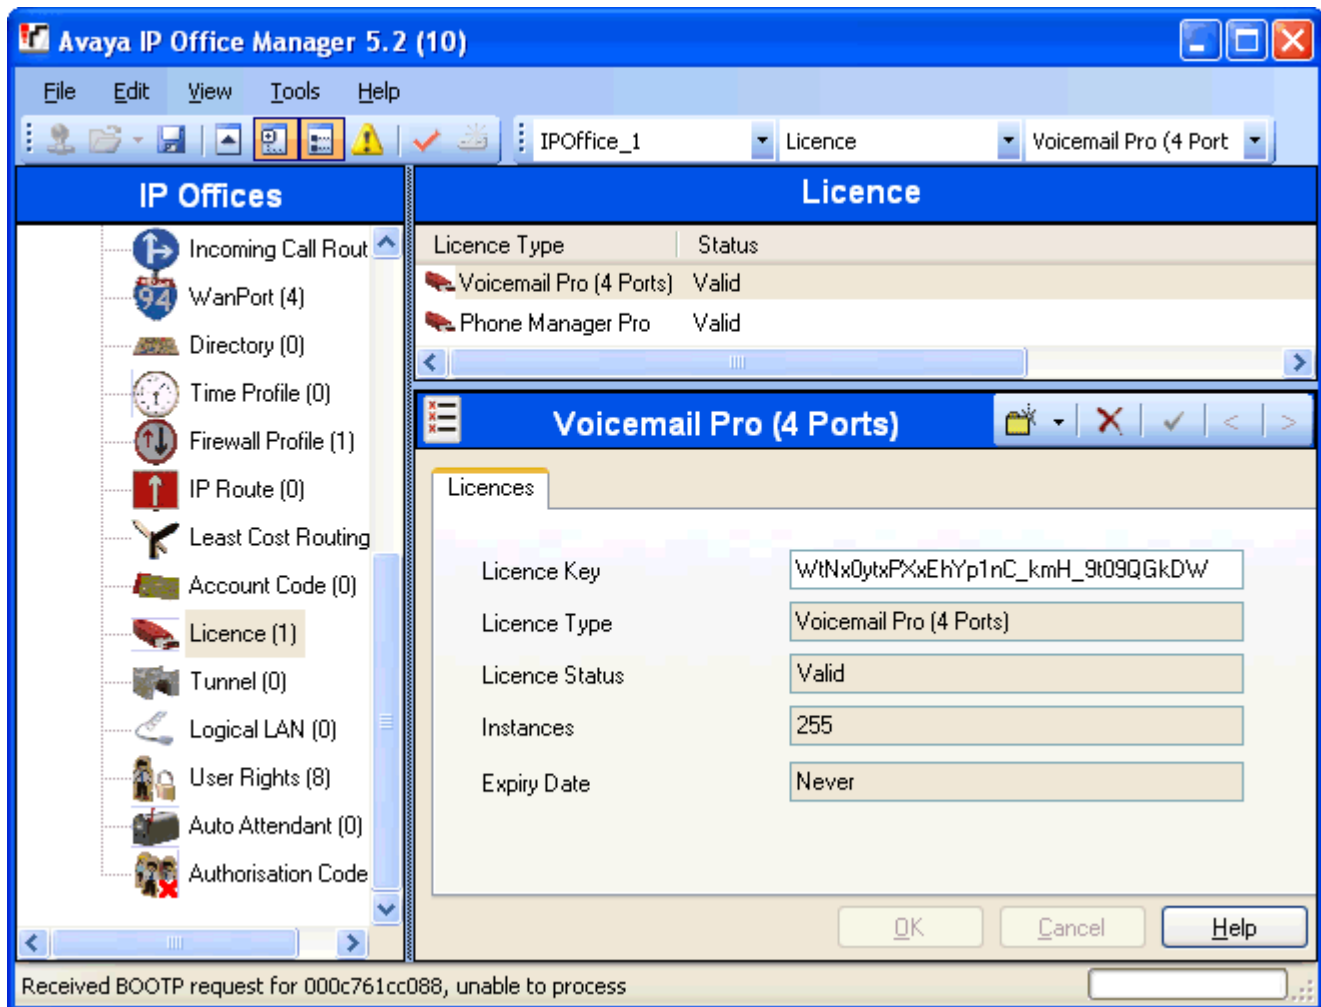 Avaya IP Office Manager 5.2 (10)
File Edit View Tools Help
IPOffice_1 Licence Voicemail Pro (4 Port
IP Offices
Incoming Call Rout
94
WanPort (4)
Directory (0)
Time Profile (0)
Firewall Profile (1)
IP Route (0)
Least Cost Routing
Account Code (0)
Licence (1)
Tunnel (0)
Logical LAN (0)
User Rights (8)
Auto Attendant (0)
Authorisation Code
Licence
Licence Type Status
Voicemail Pro (4 Ports) Valid
Phone Manager Pro Valid
Voicemail Pro (4 Ports)
Licences
Licence Key WtNx0ytxPXxEhYp1nC_kmH_9t09QGkDW
Licence Type Voicemail Pro (4 Ports)
Licence Status Valid
Instances 255
Expiry Date Never
OK Cancel Help
Received BOOTP request for 000c761cc088, unable to process